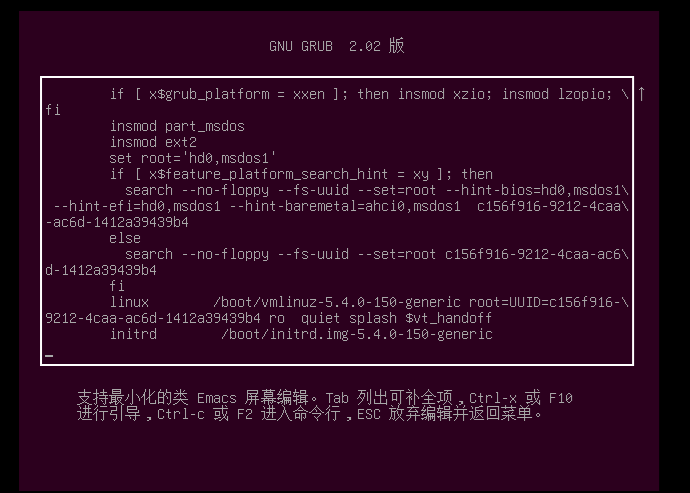 GNU GRUB  2.02 版
if [ x$grub_platform = xxen ]; then insmod xzio; insmod lzopio; \ ↑
fi
insmod part_msdos
insmod ext2
set root='hd0,msdos1'
if [ x$feature_platform_search_hint = xy ]; then
search --no-floppy --fs-uuid --set=root --hint-bios=hd0,msdos1\
--hint-efi=hd0,msdos1 --hint-baremetal=ahci0,msdos1  c156f916-9212-4caa\
-ac6d-1412a39439b4
else
search --no-floppy --fs-uuid --set=root c156f916-9212-4caa-ac6\
d-1412a39439b4
fi
linux        /boot/vmlinuz-5.4.0-150-generic root=UUID=c156f916-\
9212-4caa-ac6d-1412a39439b4 ro  quiet splash $vt_handoff
initrd        /boot/initrd.img-5.4.0-150-generic
支持最小化的类 Emacs 屏幕编辑。Tab 列出可补全项,Ctrl-x 或 F10
进行引导,Ctrl-c 或 F2 进入命令行,ESC 放弃编辑并返回菜单。